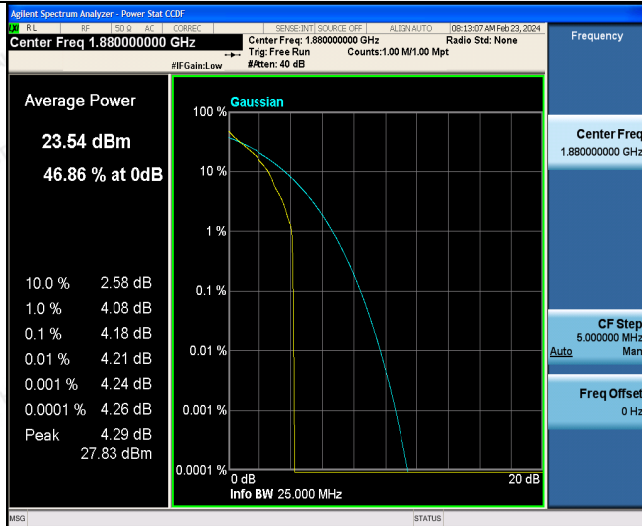 Agilent Spectrum Analyzer - Power Stat CCDF
RL RF 50 Ω AC CORREC SENSE:INT SOURCE OFF ALIGN AUTO 08:13:07 AM Feb 23, 2024
Center Freq 1.880000000 GHz
Center Freq: 1.880000000 GHz Radio Std: None
Trig: Free Run Counts:1.00 M/1.00 Mpt
#IFGain:Low #Atten: 40 dB
Frequency
Average Power
23.54 dBm
46.86 % at 0dB
10.0 % 2.58 dB
1.0 % 4.08 dB
0.1 % 4.18 dB
0.01 % 4.21 dB
0.001 % 4.24 dB
0.0001 % 4.26 dB
Peak 4.29 dB
27.83 dBm
Gaussian
100 %
10 %
1 %
0.1 %
0.01 %
0.001 %
0.0001 %
0 dB 20 dB
Info BW 25.000 MHz
Center Freq
1.880000000 GHz
CF Step
5.000000 MHz
Auto Man
Freq Offset
0 Hz
MSG STATUS